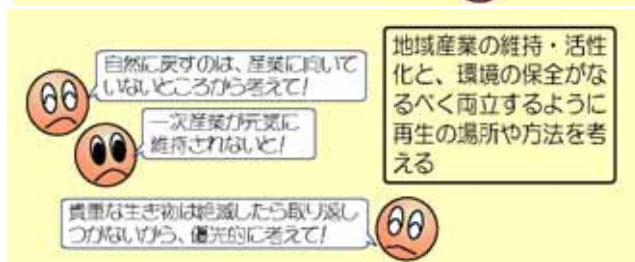 自然に戻すのは、産業に向いて
いないところから考えて!
一次産業が元気に
維持されないと!
貴重な生き物は絶滅したら取り返し
つかないから、優先的に考えて!
地域産業の維持・活性
化と、環境の保全がな
るべく両立するように
再生の場所や方法を考
える